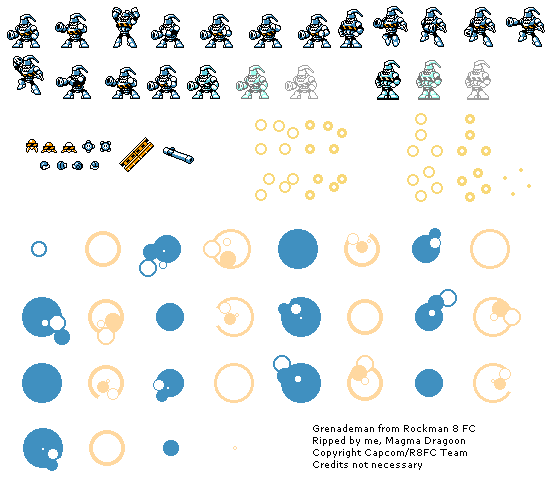 Grenademan from Rockman 8 FC
Ripped by me, Magma Dragoon
Copyright Capcom/R8FC Team
Credits not necessary